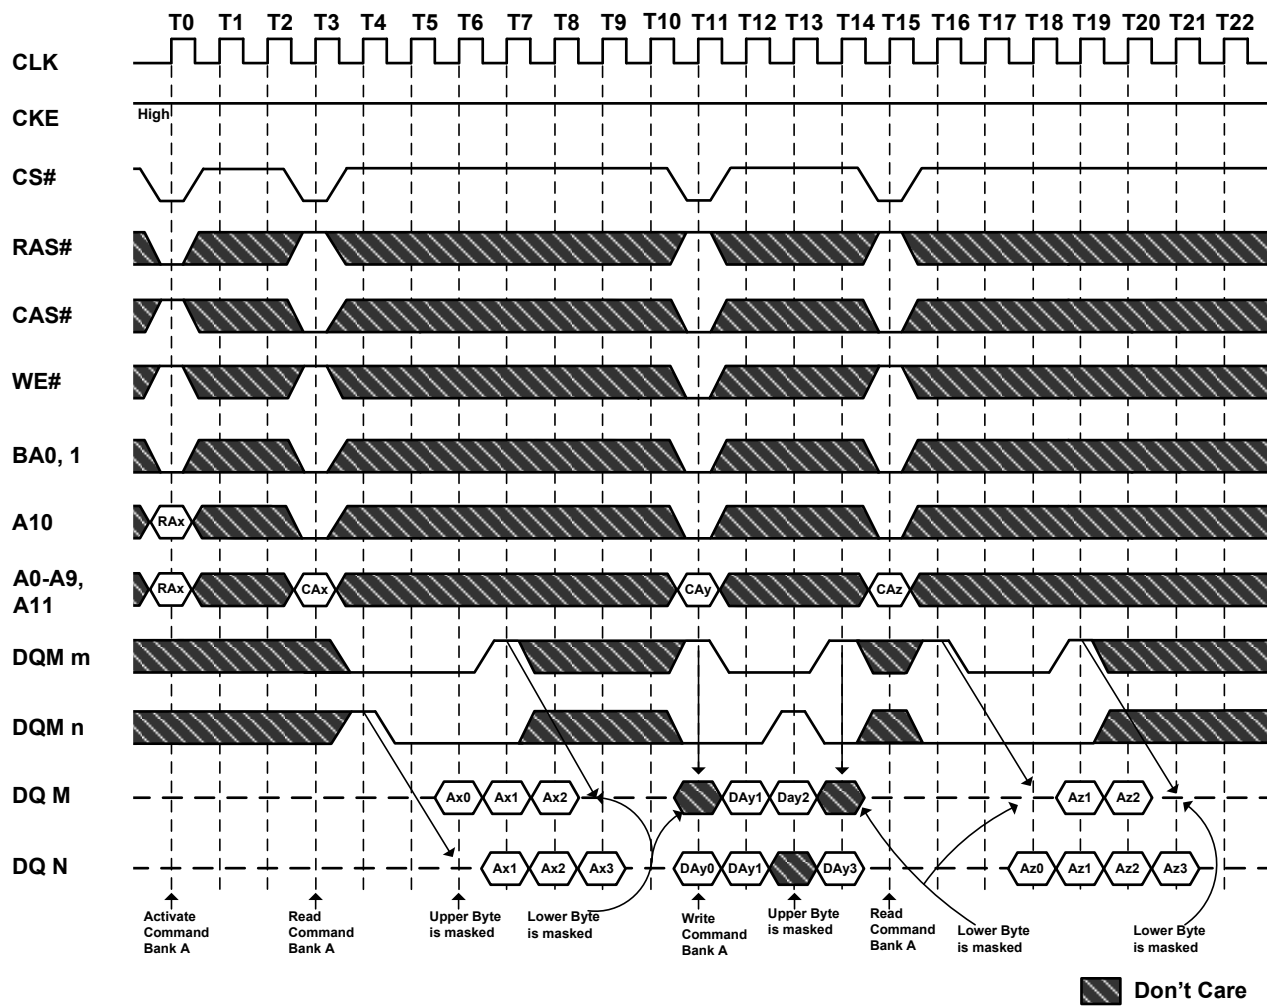 T0 T1 T2 T3 T4 T5 T6 T7 T8 T9 T10 T11 T12 T13 T14 T15 T16 T17 T18 T19 T20 T21 T22
CLK
CKE
High
CS#
RAS#
CAS#
WE#
BA0, 1
A10
RAx
A0-A9,
A11
RAx CAx CAy CAz
DQM m
DQM n
DQ M
Ax0 Ax1 Ax2 DAy1 Day2 Az1 Az2
DQ N
Ax1 Ax2 Ax3 DAy0 DAy1 DAy3 Az0 Az1 Az2 Az3
Activate
Command
Bank A
Read
Command
Bank A
Upper Byte
is masked
Lower Byte
is masked
Write
Command
Bank A
Upper Byte
is masked
Read
Command
Bank A
Lower Byte
is masked
Lower Byte
is masked
Don't Care